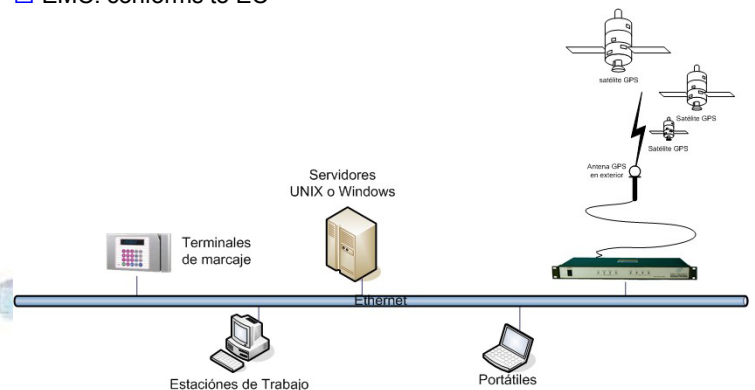 EMC: conforms to EC
satélite GPS
Satélite GPS
Satélite GPS
Antena GPS
en exterior
Servidores
UNIX o Windows
Terminales
de marcaje
Ethernet
Estaciónes de Trabajo
Portátiles